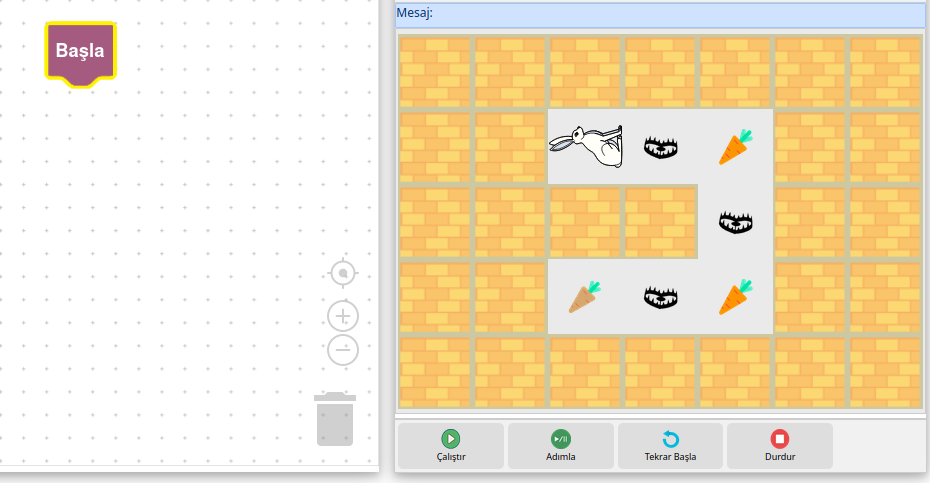 Mesaj:
Başla
Çalıştır
Adımla
Tekrar Başla
Durdur